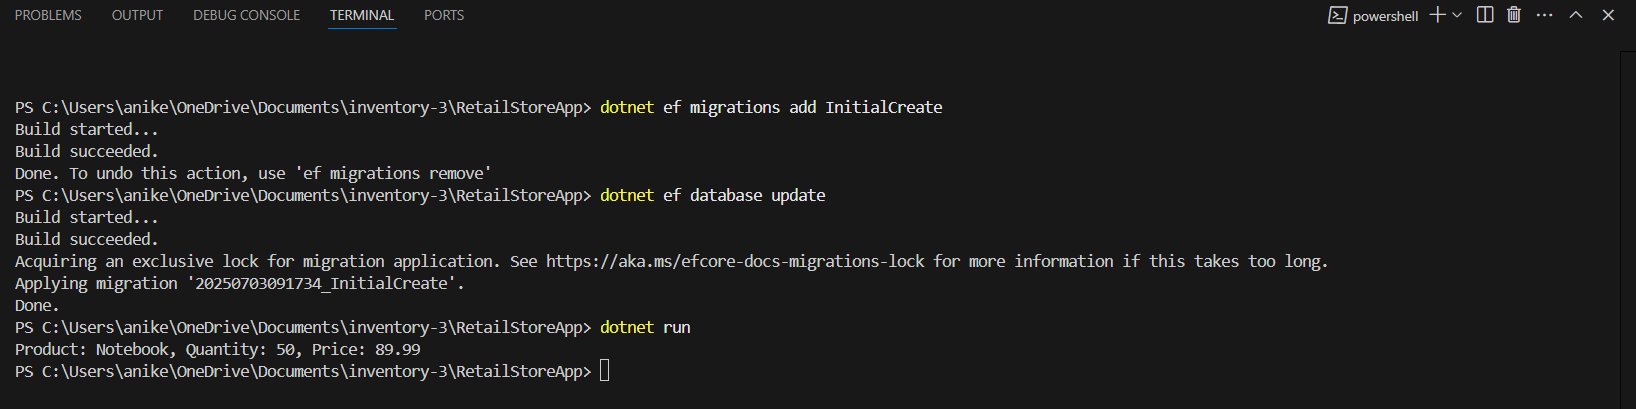 PROBLEMS OUTPUT DEBUG CONSOLE TERMINAL PORTS powershell
PS C:\Users\anike\OneDrive\Documents\inventory-3\RetailStoreApp> dotnet ef migrations add InitialCreate
Build started...
Build succeeded.
Done. To undo this action, use 'ef migrations remove'
PS C:\Users\anike\OneDrive\Documents\inventory-3\RetailStoreApp> dotnet ef database update
Build started...
Build succeeded.
Acquiring an exclusive lock for migration application. See https://aka.ms/efcore-docs-migrations-lock for more information if this takes too long.
Applying migration '20250703091734_InitialCreate'.
Done.
PS C:\Users\anike\OneDrive\Documents\inventory-3\RetailStoreApp> dotnet run
Product: Notebook, Quantity: 50, Price: 89.99
PS C:\Users\anike\OneDrive\Documents\inventory-3\RetailStoreApp>